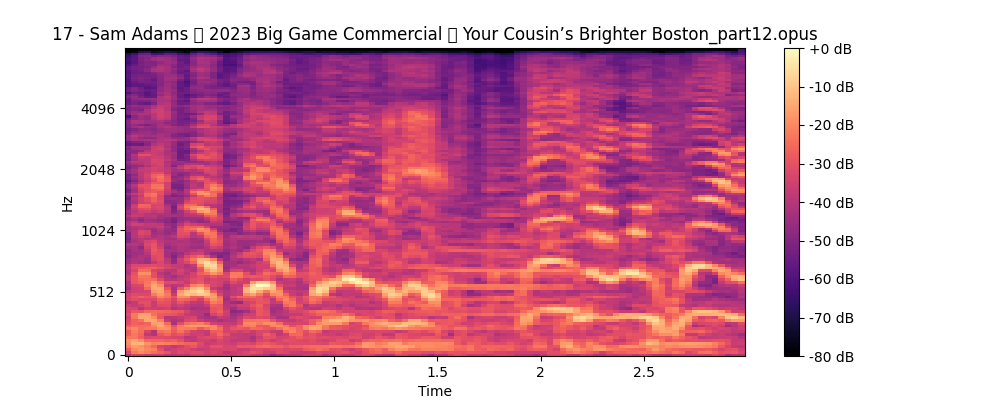 17 - Sam Adams ▯ 2023 Big Game Commercial ▯ Your Cousin’s Brighter Boston_part12.opus
Hz
4096
2048
1024
512
0
0 0.5 1 1.5 2 2.5
Time
+0 dB
-10 dB
-20 dB
-30 dB
-40 dB
-50 dB
-60 dB
-70 dB
-80 dB